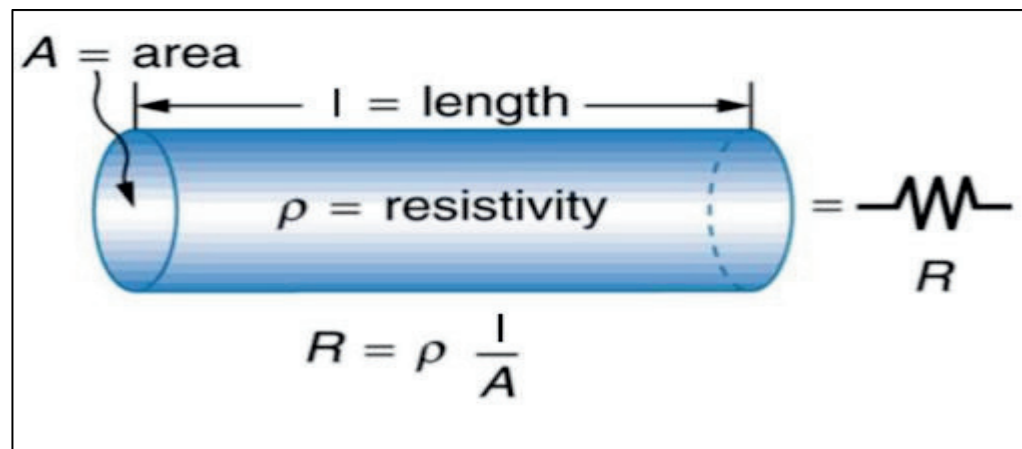 A = area
l = length
ρ = resistivity
=
R
R = ρ l/A